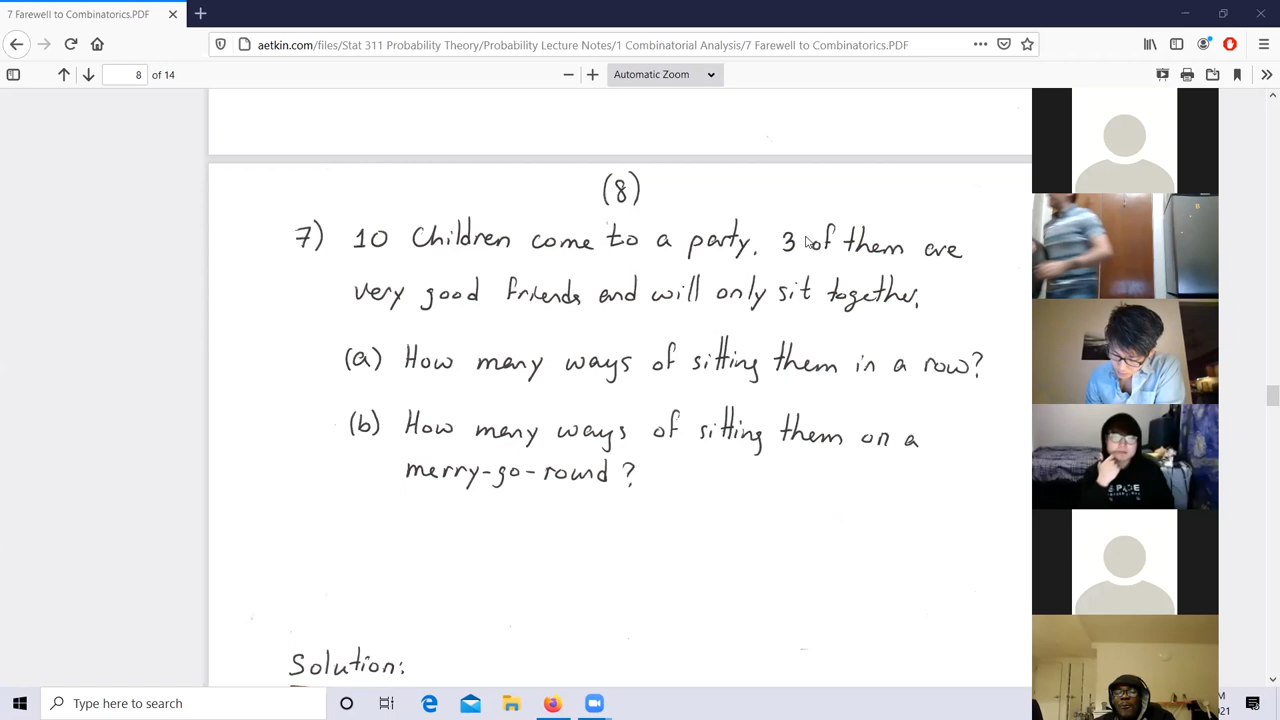 7 Farewell to Combinatorics.PDF
aetkin.com/files/Stat 311 Probability Theory/Probability Lecture Notes/1 Combinatorial Analysis/7 Farewell to Combinatorics.PDF
8 of 14
Automatic Zoom
(8)
7) 10 Children come to a party. 3 of them are
very good friends and will only sit together.
(a) How many ways of sitting them in a row?
(b) How many ways of sitting them on a
merry-go-round?
Solution:
Type here to search